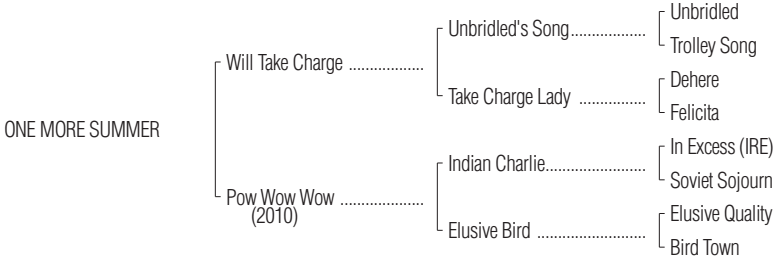 Unbridled
Unbridled's Song..................
Trolley Song
Will Take Charge ..................
Dehere
Take Charge Lady ................
Felicita
ONE MORE SUMMER
In Excess (IRE)
Indian Charlie........................
Soviet Sojourn
Pow Wow Wow ....................
(2010)
Elusive Quality
Elusive Bird ..........................
Bird Town